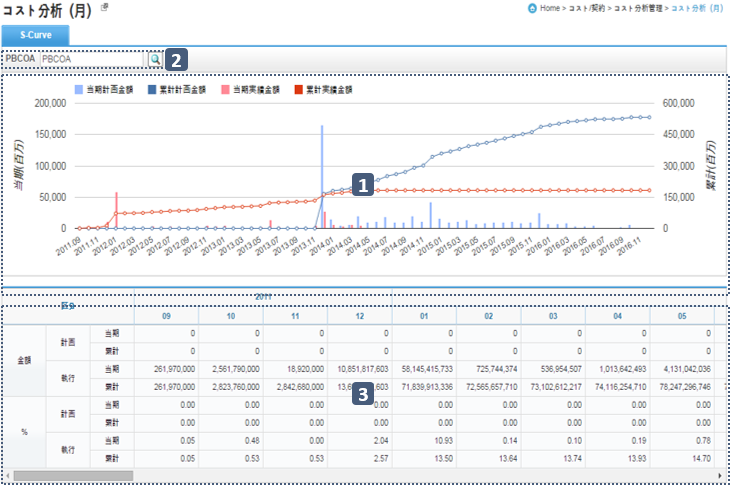 コスト分析（月）
Home > コスト/契約 > コスト分析管理 > コスト分析（月）
S-Curve
PBCOA PBCOA 2
当期計画金額 累計計画金額 当期実績金額 累計実績金額
200,000 600,000
150,000 450,000
100,000 300,000
50,000 150,000
0 0
当期(百万)
累計(百万)
1
2011.09 2011.11 2012.01 2012.03 2012.05 2012.07 2012.09 2012.11 2013.01 2013.03 2013.05 2013.07 2013.09 2013.11 2014.01 2014.03 2014.05 2014.07 2014.09 2014.11 2015.01 2015.03 2015.05 2015.07 2015.09 2015.11 2016.01 2016.03 2016.05 2016.07 2016.09 2016.11
区分 2011
09 10 11 12 01 02 03 04 05
金額 計画 当期 0 0 0 0 0 0 0 0 0
累計 0 0 0 0 0 0 0 0 0
執行 当期 261,970,000 2,561,790,000 18,920,000 10,851,817,603 58,145,415,733 725,744,374 536,954,507 1,013,642,493 4,131,042,036
累計 261,970,000 2,823,760,000 2,842,680,000 71,839,913,336 72,565,657,710 73,102,612,217 74,116,254,710 78,247,296,746
3
% 計画 当期 0.00 0.00 0.00 0.00 0.00 0.00 0.00 0.00 0.00
累計 0.00 0.00 0.00 0.00 0.00 0.00 0.00 0.00 0.00
執行 当期 0.05 0.48 0.00 2.04 10.93 0.14 0.10 0.19 0.78
累計 0.05 0.53 0.53 2.57 13.50 13.64 13.74 13.93 14.70